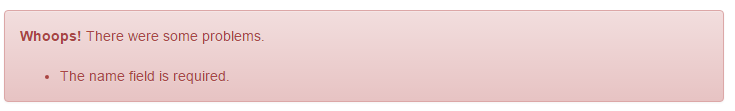 Whoops! There were some problems.
• The name field is required.